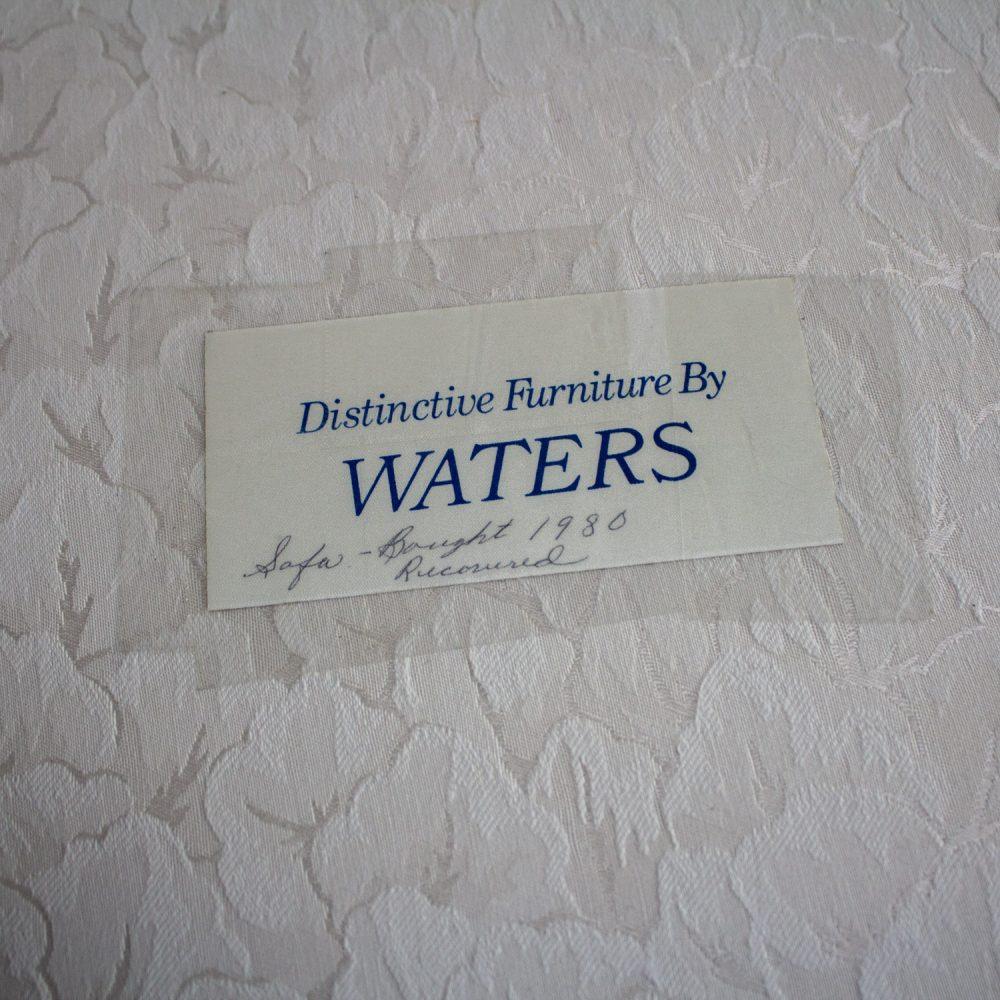 Distinctive Furniture By
WATERS
Sofa - Bought 1980
Recovered